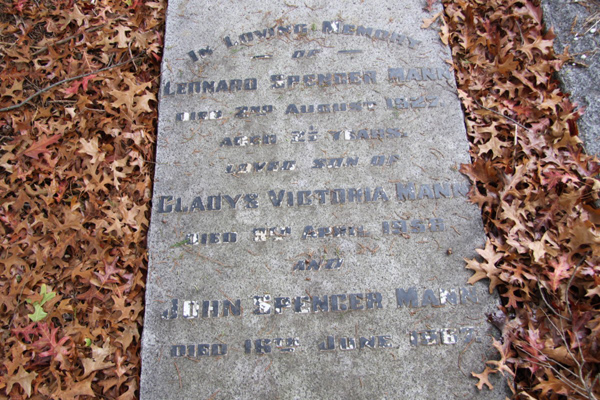 In Loving Memory
— OF —
LEONARD SPENCER MANN
DIED 2ND AUGUST
AGED YEARS.
LOVED SON OF
GLADYS VICTORIA MANN
DIED APRIL
AND
JOHN SPENCER MANN
DIED 18TH JUNE